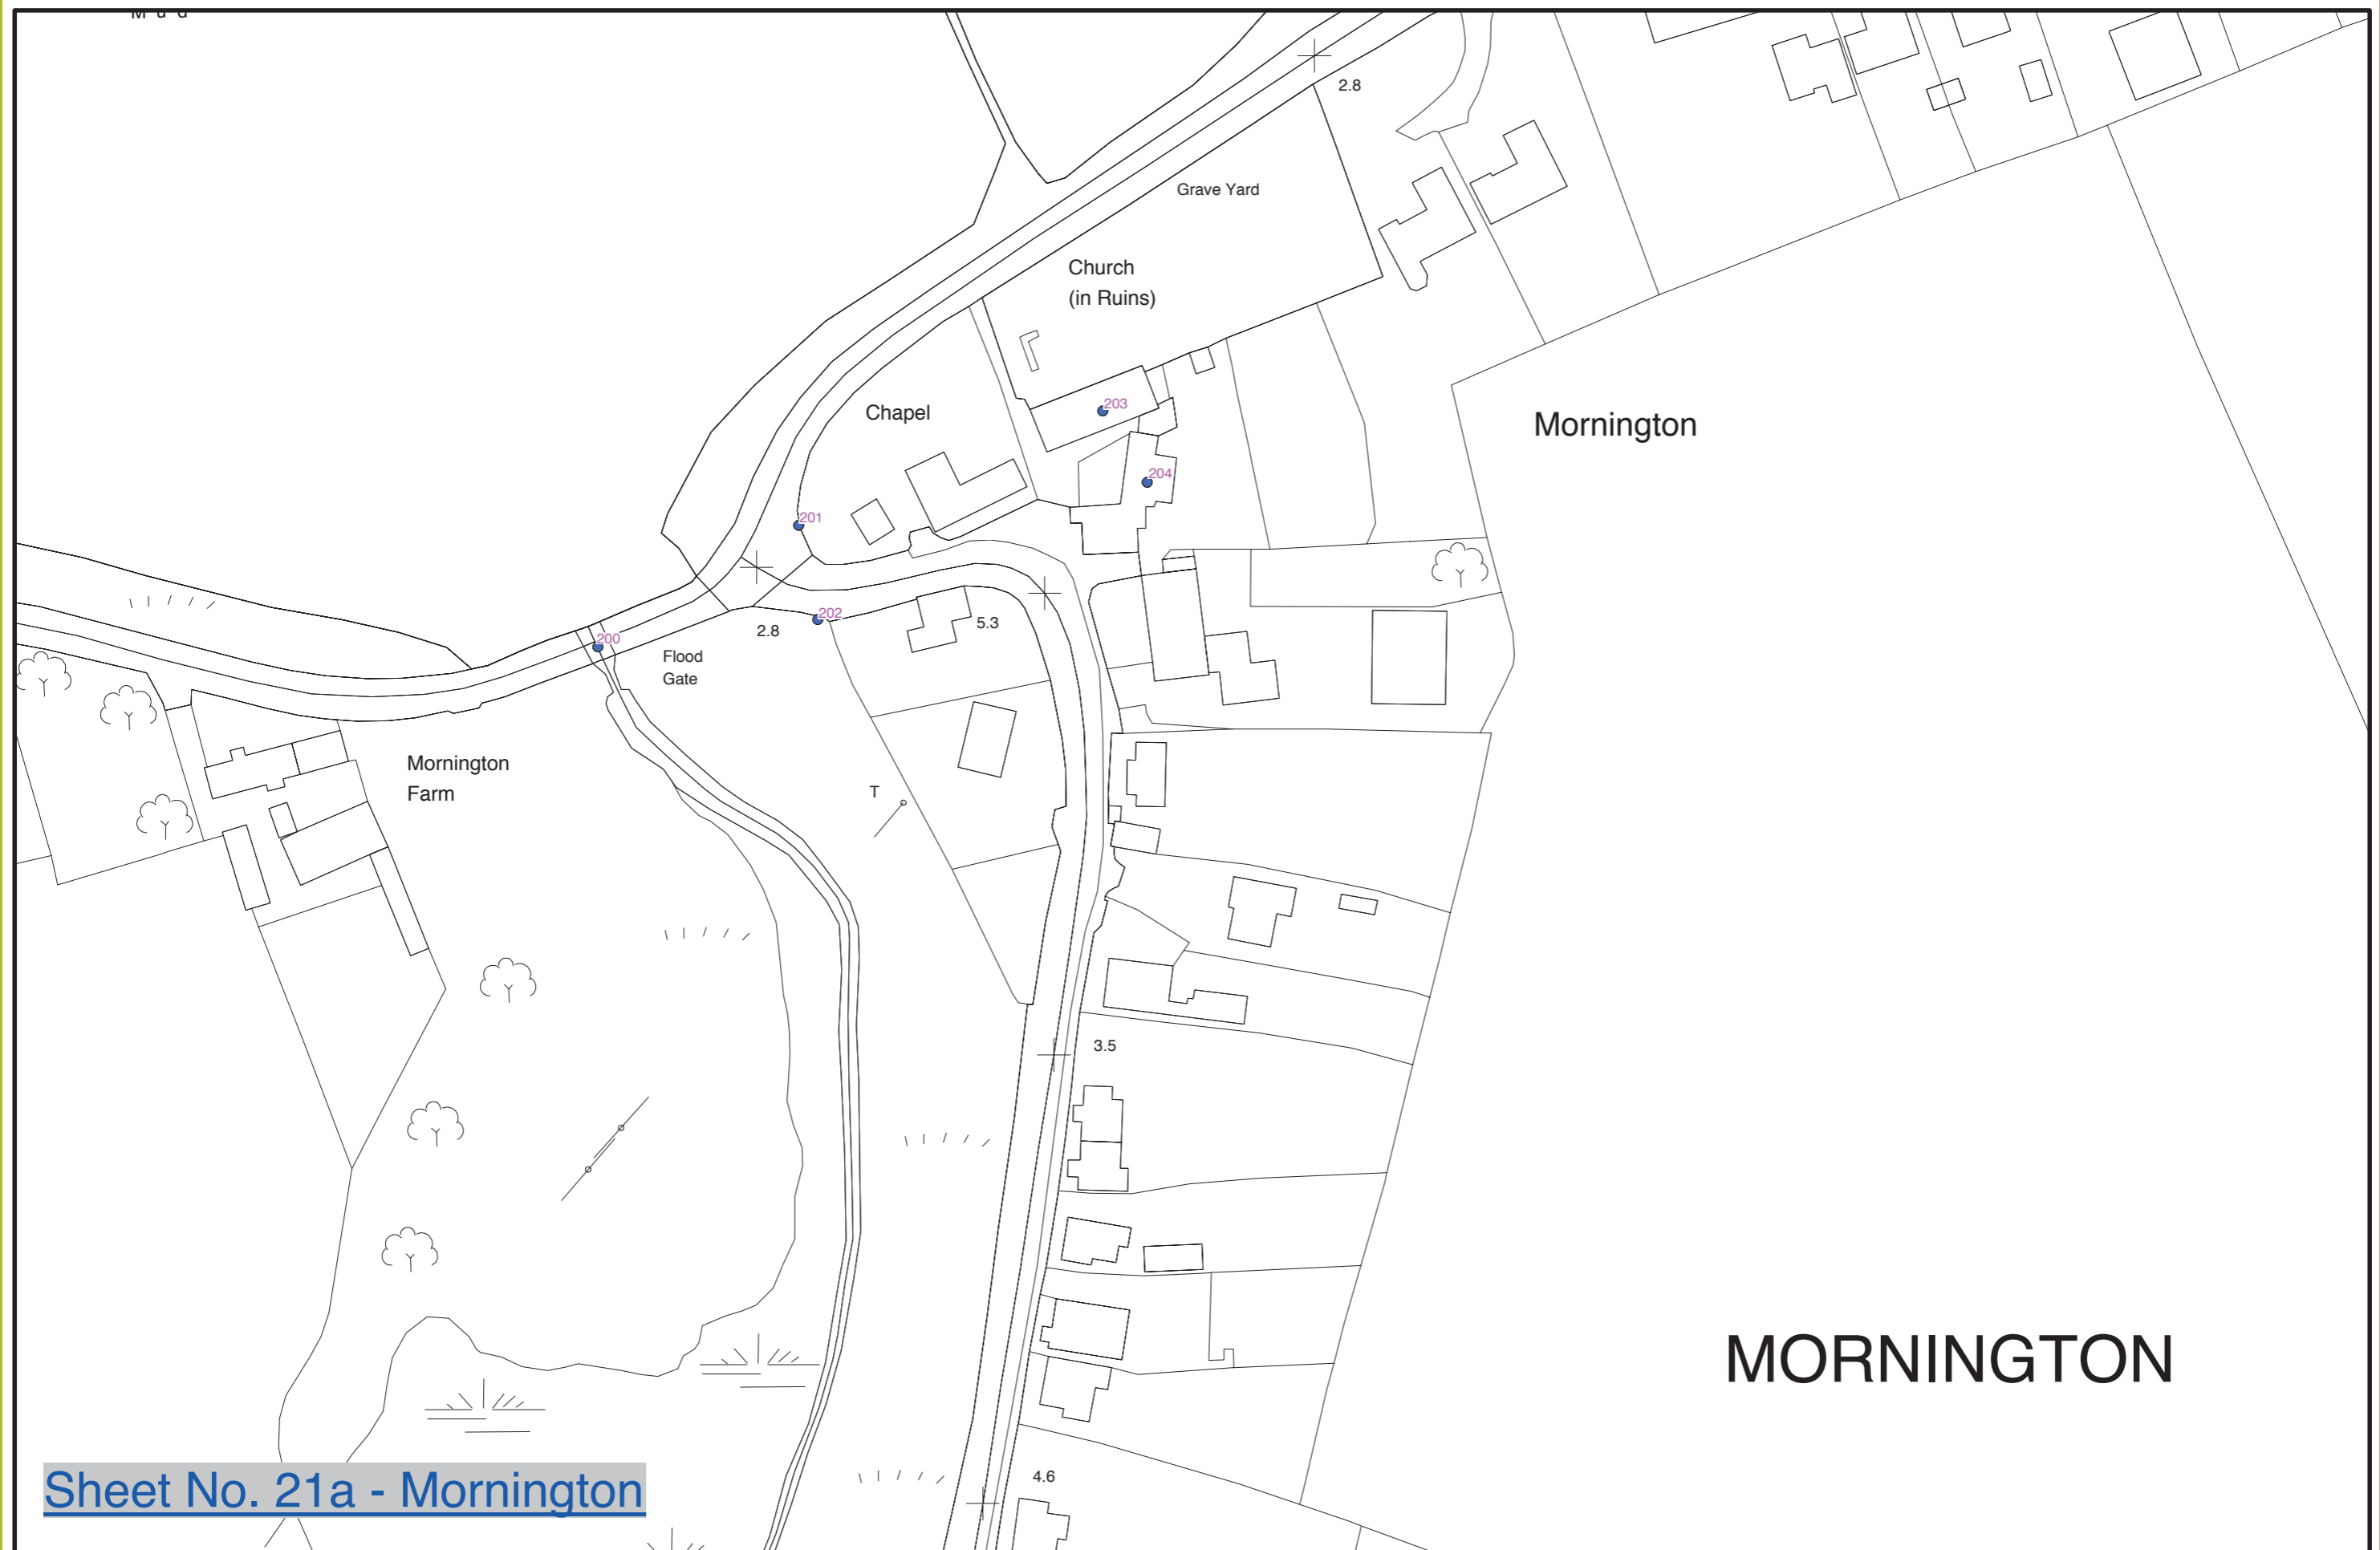 2.8
Grave Yard
Church
(in Ruins)
203
Chapel
Mornington
204
201
202
2.8
5.3
200
Flood
Gate
Mornington
Farm
T
3.5
MORNINGTON
4.6
Sheet No. 21a - Mornington